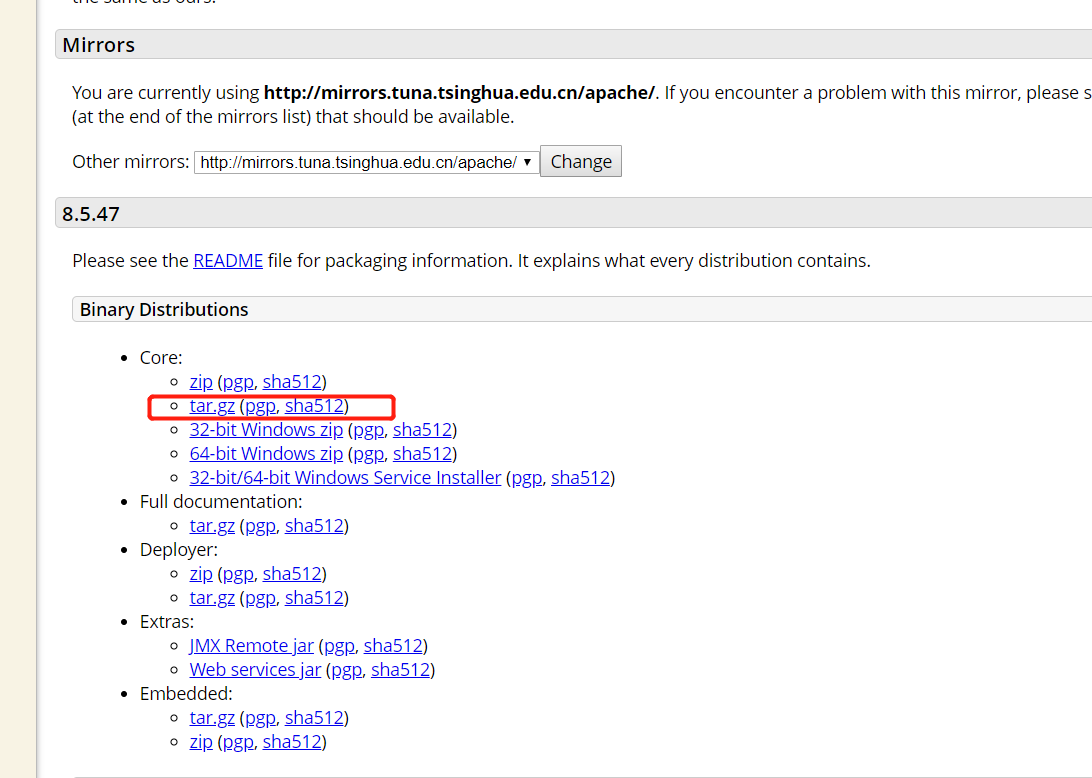 the same as ours.
Mirrors
You are currently using http://mirrors.tuna.tsinghua.edu.cn/apache/. If you encounter a problem with this mirror, please s
(at the end of the mirrors list) that should be available.
Other mirrors: http://mirrors.tuna.tsinghua.edu.cn/apache/ Change
8.5.47
Please see the README file for packaging information. It explains what every distribution contains.
Binary Distributions
Core:
zip (pgp, sha512)
tar.gz (pgp, sha512)
32-bit Windows zip (pgp, sha512)
64-bit Windows zip (pgp, sha512)
32-bit/64-bit Windows Service Installer (pgp, sha512)
Full documentation:
tar.gz (pgp, sha512)
Deployer:
zip (pgp, sha512)
tar.gz (pgp, sha512)
Extras:
JMX Remote jar (pgp, sha512)
Web services jar (pgp, sha512)
Embedded:
tar.gz (pgp, sha512)
zip (pgp, sha512)